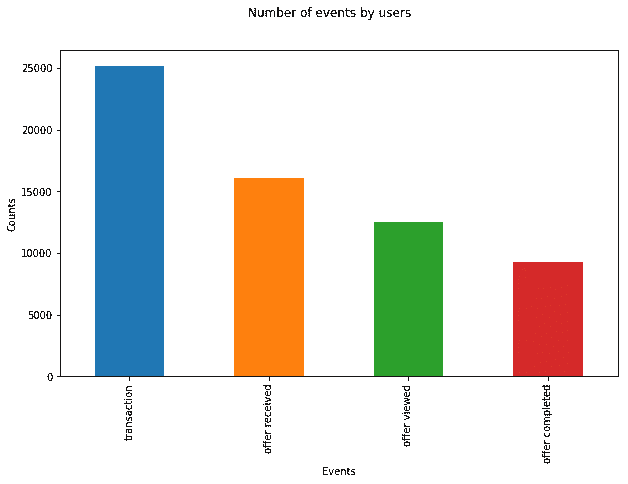 Number of events by users
Counts
25000
20000
15000
10000
5000
0
transaction
offer received
offer viewed
offer completed
Events